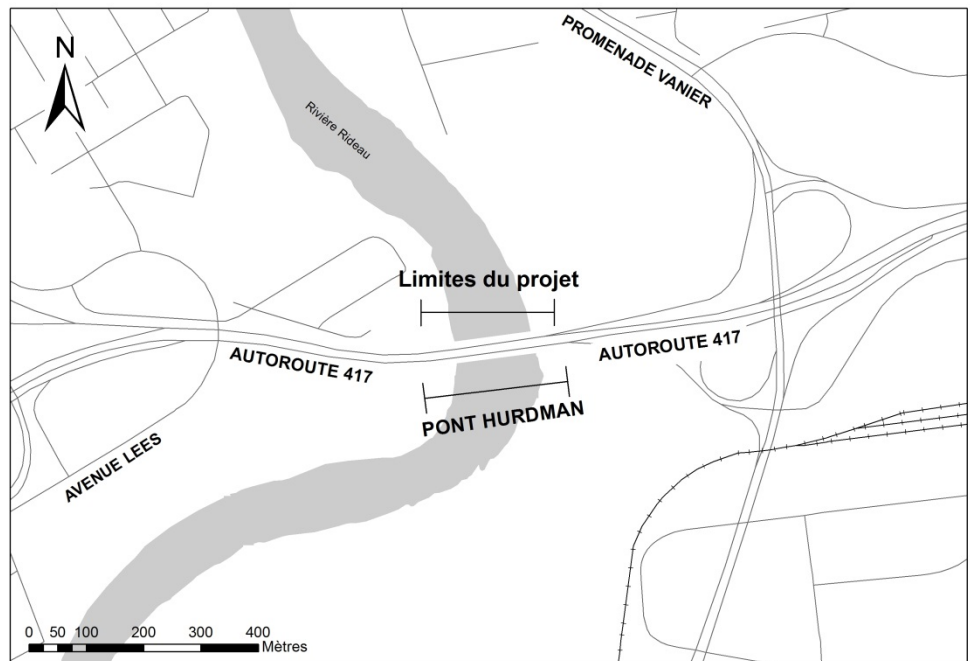 N
PROMENADE VANIER
Rivière Rideau
Limites du projet
AUTOROUTE 417
AUTOROUTE 417
PONT HURDMAN
AVENUE LEES
0 50 100 200 300 400
Mètres